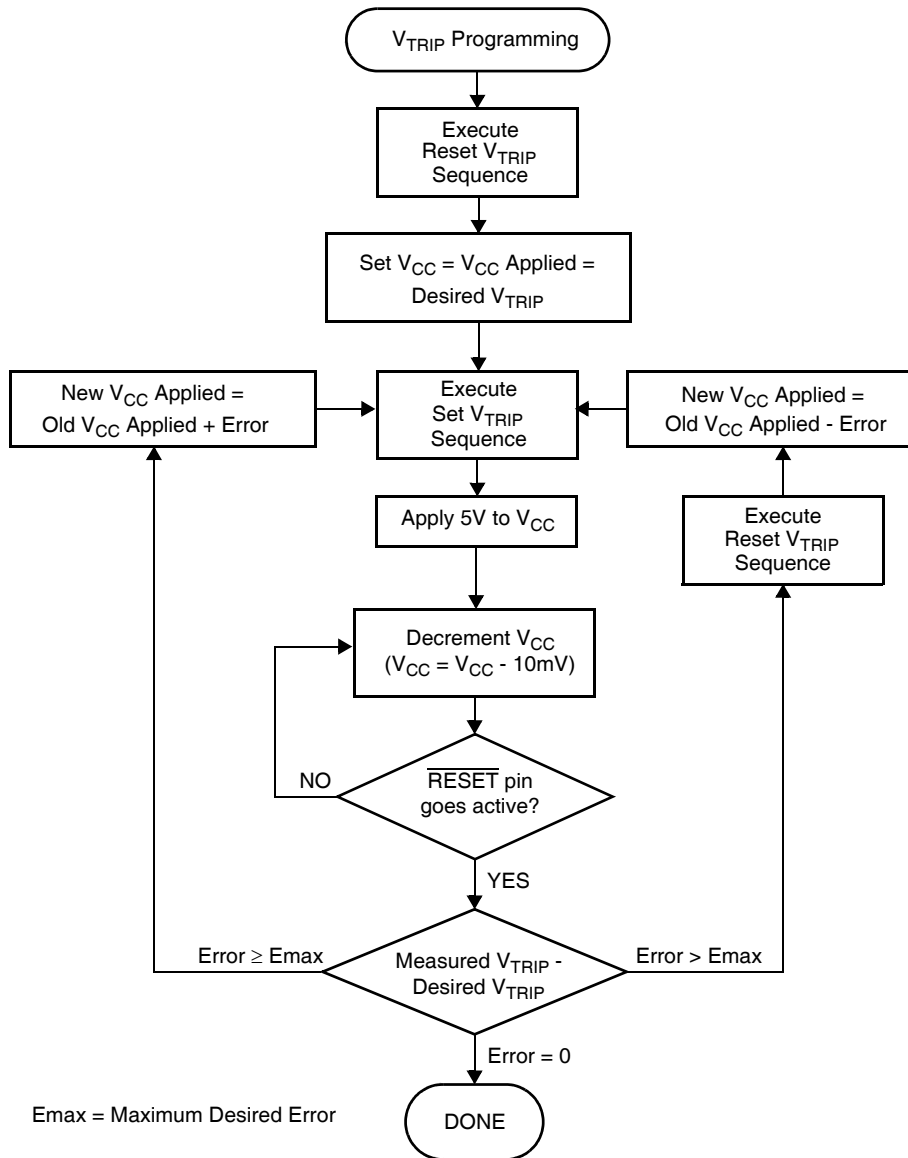 V_TRIP Programming
Execute
Reset V_TRIP
Sequence
Set V_CC = V_CC Applied =
Desired V_TRIP
New V_CC Applied =
Old V_CC Applied + Error
Execute
Set V_TRIP
Sequence
New V_CC Applied =
Old V_CC Applied - Error
Apply 5V to V_CC
Execute
Reset V_TRIP
Sequence
Decrement V_CC
(V_CC = V_CC - 10mV)
NO
R̅E̅S̅E̅T̅ pin
goes active?
YES
Error ≥ Emax
Measured V_TRIP -
Desired V_TRIP
Error > Emax
Error = 0
Emax = Maximum Desired Error
DONE